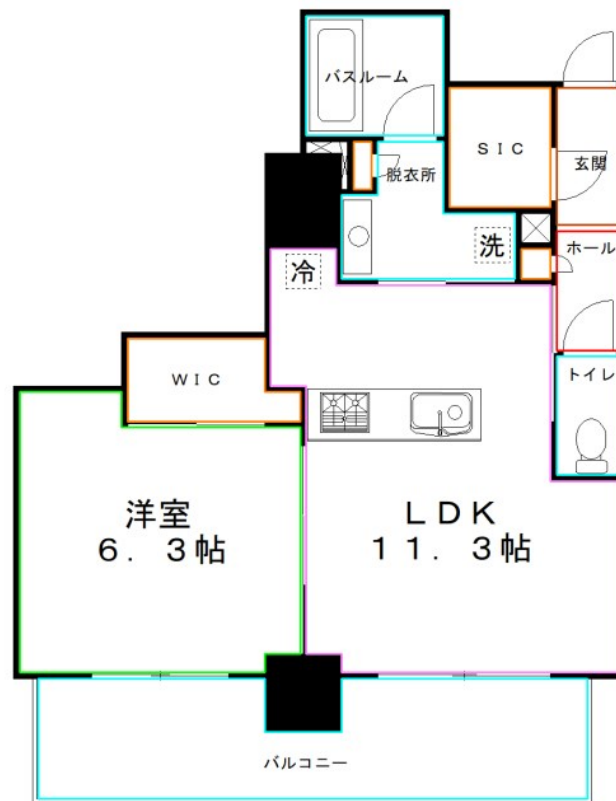 バスルーム
ＳＩＣ
玄関
脱衣所
洗
ホール
冷
ＷＩＣ
トイレ
洋室
６．３帖
ＬＤＫ
１１．３帖
バルコニー